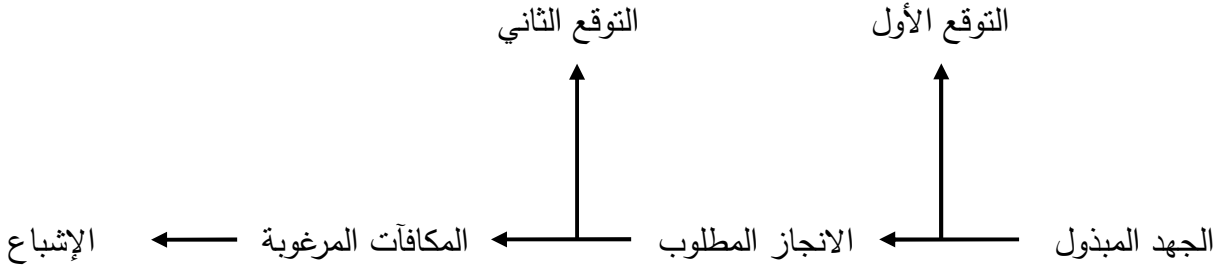 التوقع الأول
التوقع الثاني
الجهد المبذول
الانجاز المطلوب
المكافآت المرغوبة
الإشباع